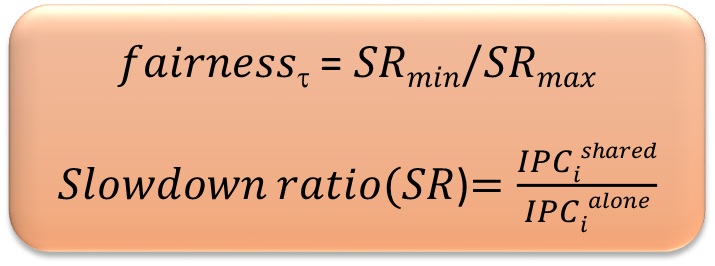 fairness_τ = SR_min/SR_max
Slowdown ratio(SR)= IPC_i^shared / IPC_i^alone